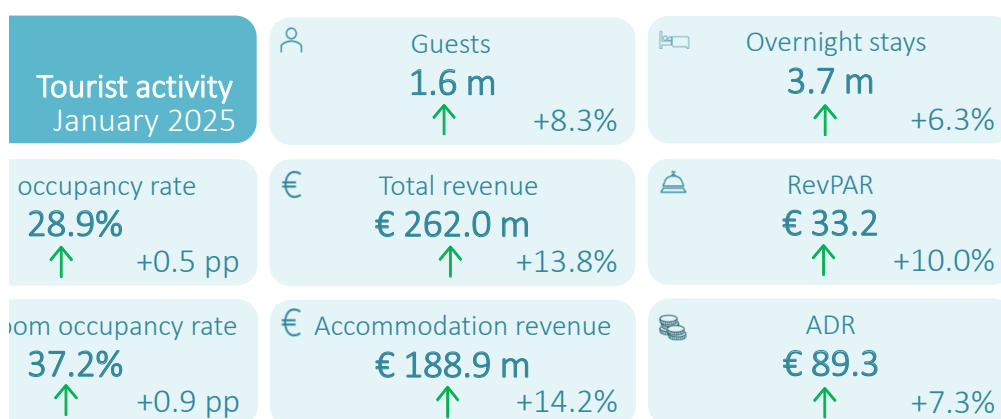 Tourist activity
January 2025
Guests
1.6 m
+8.3%
Overnight stays
3.7 m
+6.3%
occupancy rate
28.9%
+0.5 pp
€ Total revenue
€ 262.0 m
+13.8%
RevPAR
€ 33.2
+10.0%
occupancy rate
37.2%
+0.9 pp
€ Accommodation revenue
€ 188.9 m
+14.2%
ADR
€ 89.3
+7.3%